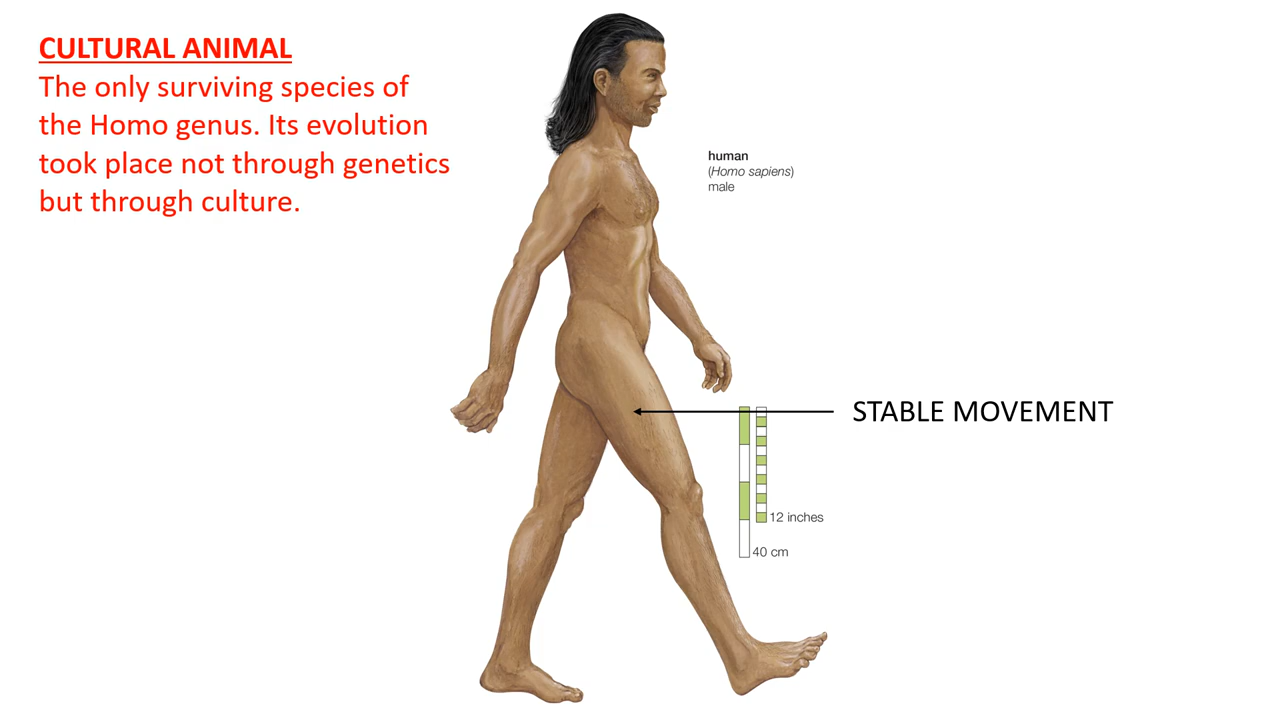 CULTURAL ANIMAL
The only surviving species of
the Homo genus. Its evolution
took place not through genetics
but through culture.
human
(Homo sapiens)
male
STABLE MOVEMENT
12 inches
40 cm